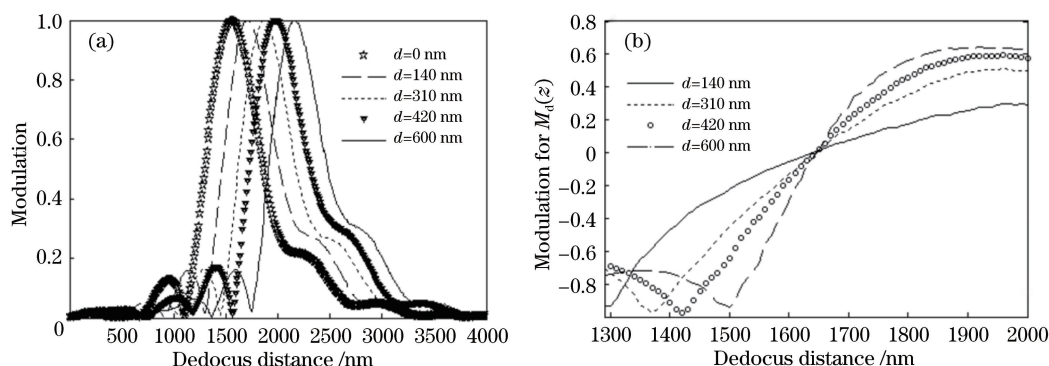 (a)
1.0
0.8
0.6
0.4
0.2
0
Modulation
d=0 nm
d=140 nm
d=310 nm
d=420 nm
d=600 nm
500 1000 1500 2000 2500 3000 3500 4000
Dedocus distance /nm
(b)
0.8
0.6
0.4
0.2
0
−0.2
−0.4
−0.6
−0.8
Modulation for Md(z)
d=140 nm
d=310 nm
d=420 nm
d=600 nm
1300 1400 1500 1600 1700 1800 1900 2000
Dedocus distance /nm